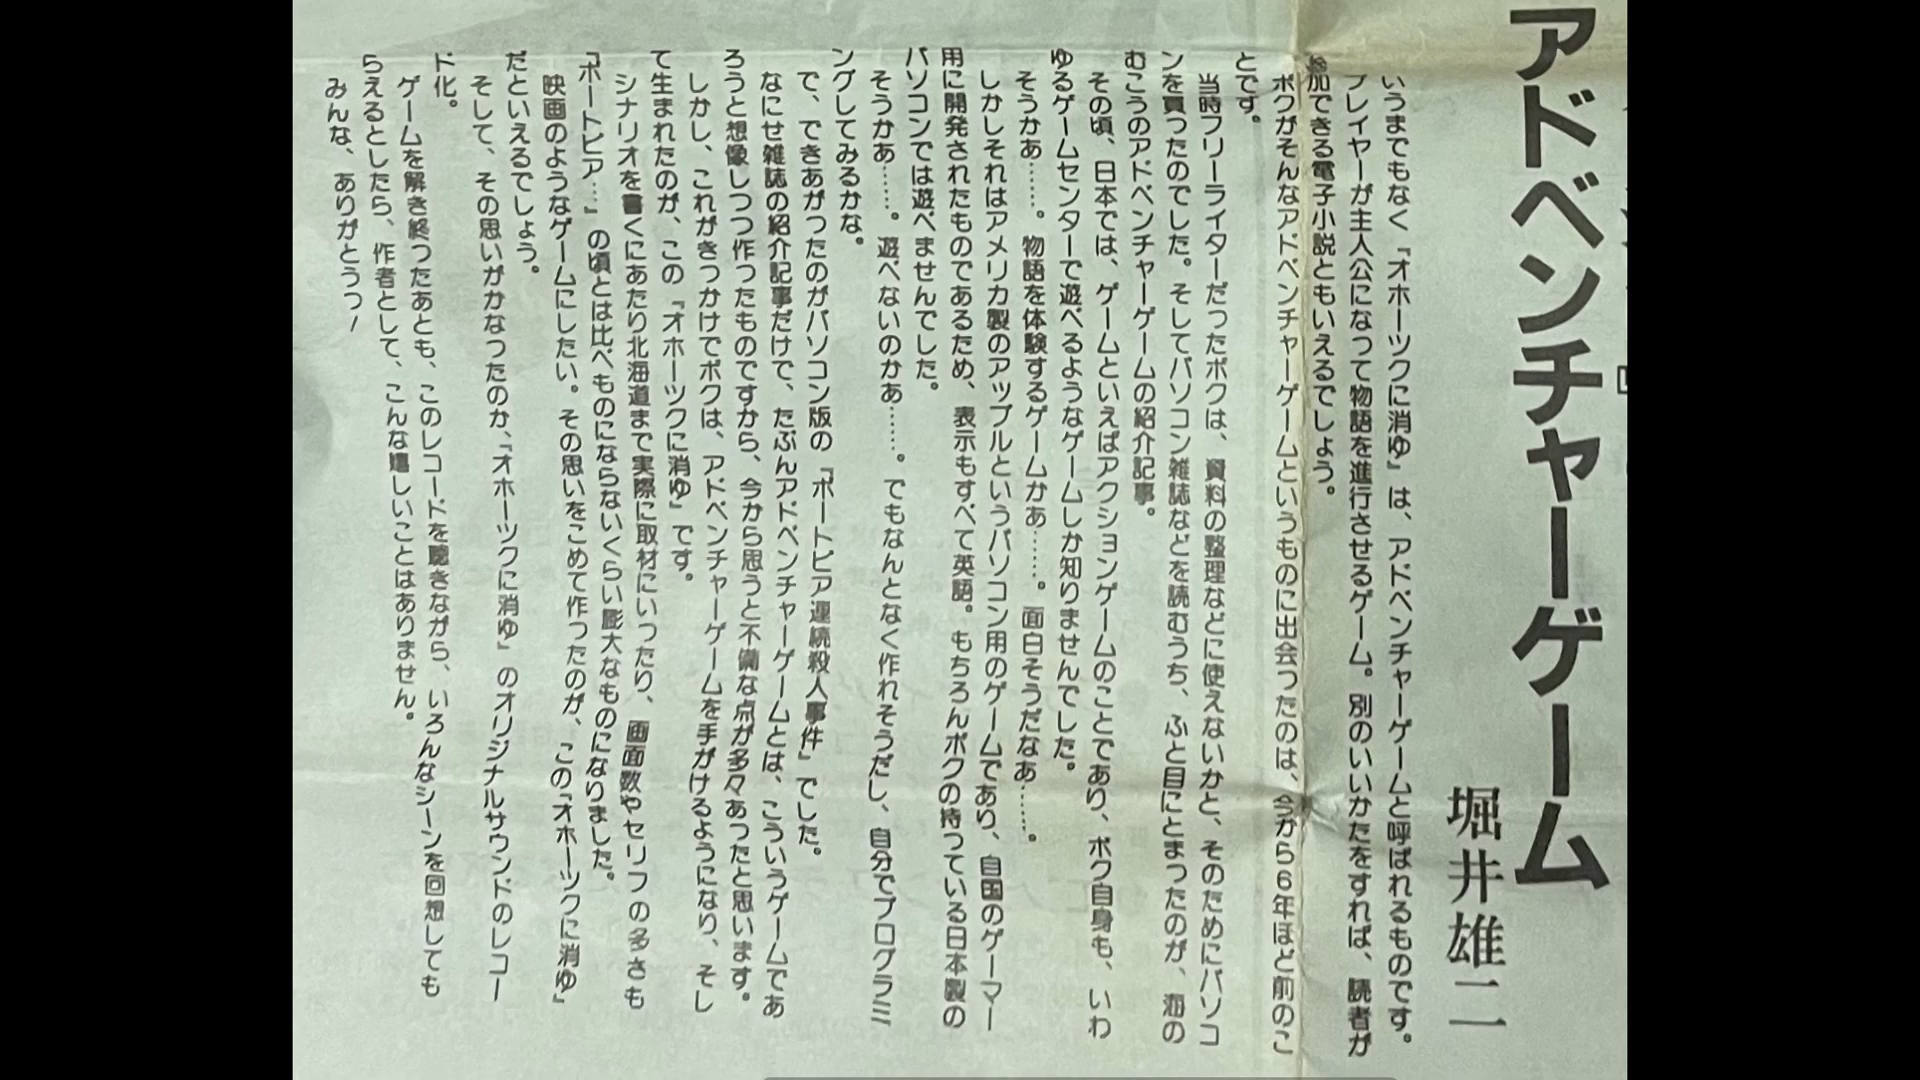 アドベンチャーゲーム
堀井雄二
いうまでもなく『オホーツクに消ゆ』は、アドベンチャーゲームと呼ばれるものです。
プレイヤーが主人公になって物語を進行させるゲーム。別のいいかたをすれば、読者が
参加できる電子小説ともいえるでしょう。
ボクがそんなアドベンチャーゲームというものに出会ったのは、今から6年ほど前のこ
とです。
当時フリーライターだったボクは、資料の整理などに使えないかと、そのためにパソコ
ンを買ったのでした。そしてパソコン雑誌などを読むうち、ふと目にとまったのが、海の
むこうのアドベンチャーゲームの紹介記事。
その頃、日本では、ゲームといえばアクションゲームのことであり、ボク自身も、いわ
ゆるゲームセンターで遊べるようなゲームしか知りませんでした。
そうかあ……。物語を体験するゲームかあ……。面白そうだなあ……。
しかしそれはアメリカ製のアップルというパソコン用のゲームであり、自国のゲーマー
用に開発されたものであるため、表示もすべて英語。もちろんボクの持っている日本製の
パソコンでは遊べませんでした。
そうかあ……。遊べないのかあ……。でもなんとなく作れそうだし、自分でプログラミ
ングしてみるかな。
で、できあがったのがパソコン版の『ポートピア連続殺人事件』でした。
なにせ雑誌の紹介記事だけで、たぶんアドベンチャーゲームとは、こういうゲームであ
ろうと想像しつつ作ったものですから、今から思うと不備な点が多々あったと思います。
しかし、これがきっかけでボクは、アドベンチャーゲームを手がけるようになり、そし
て生まれたのが、この『オホーツクに消ゆ』です。
シナリオを書くにあたり北海道まで実際に取材にいったり、画面数やセリフの多さも
『ポートピア…』の頃とは比べものにならないくらい膨大なものになりました。
映画のようなゲームにしたい。その思いをこめて作ったのが、この『オホーツクに消ゆ』
だといえるでしょう。
そして、その思いがかなったのか、『オホーツクに消ゆ』のオリジナルサウンドのレコー
ド化。
ゲームを解き終ったあとも、このレコードを聴きながら、いろんなシーンを回想しても
らえるとしたら、作者として、こんな嬉しいことはありません。
みんな、ありがとうっ！